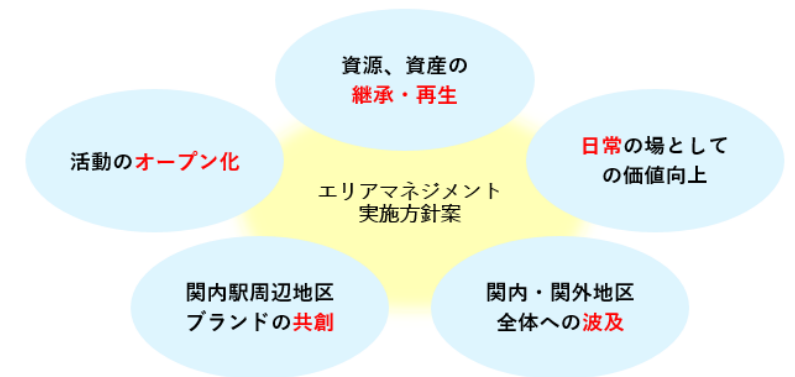 資源、資産の
継承・再生
活動のオープン化
日常の場として
の価値向上
エリアマネジメント
実施方針案
関内駅周辺地区
ブランドの共創
関内・関外地区
全体への波及